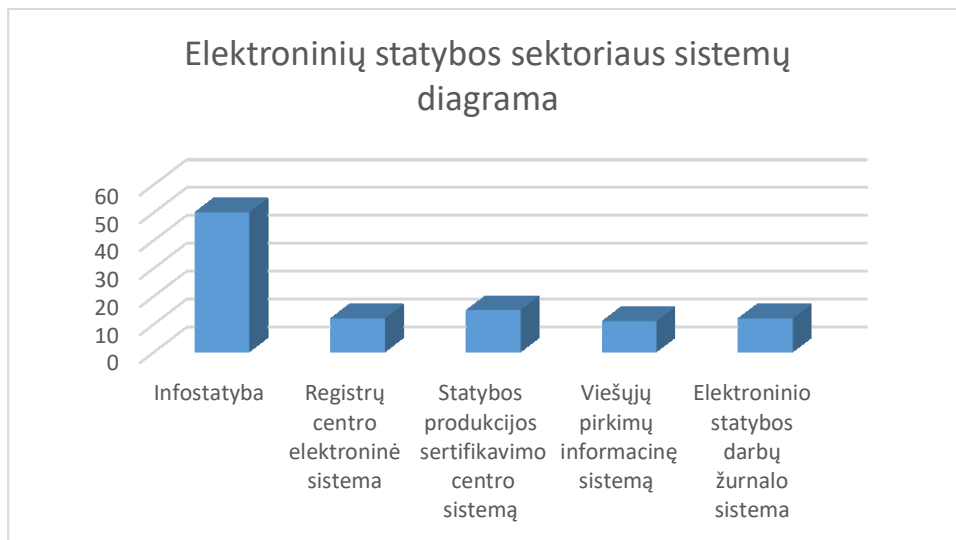 Elektroninių statybos sektoriaus sistemų
diagrama
60
50
40
30
20
10
0
Infostatyba
Registrų
centro
elektroninė
sistema
Statybos
produkcijos
sertifikavimo
centro
sistemą
Viešųjų
pirkimų
informacinę
sistemą
Elektroninio
statybos
darbų
žurnalo
sistema